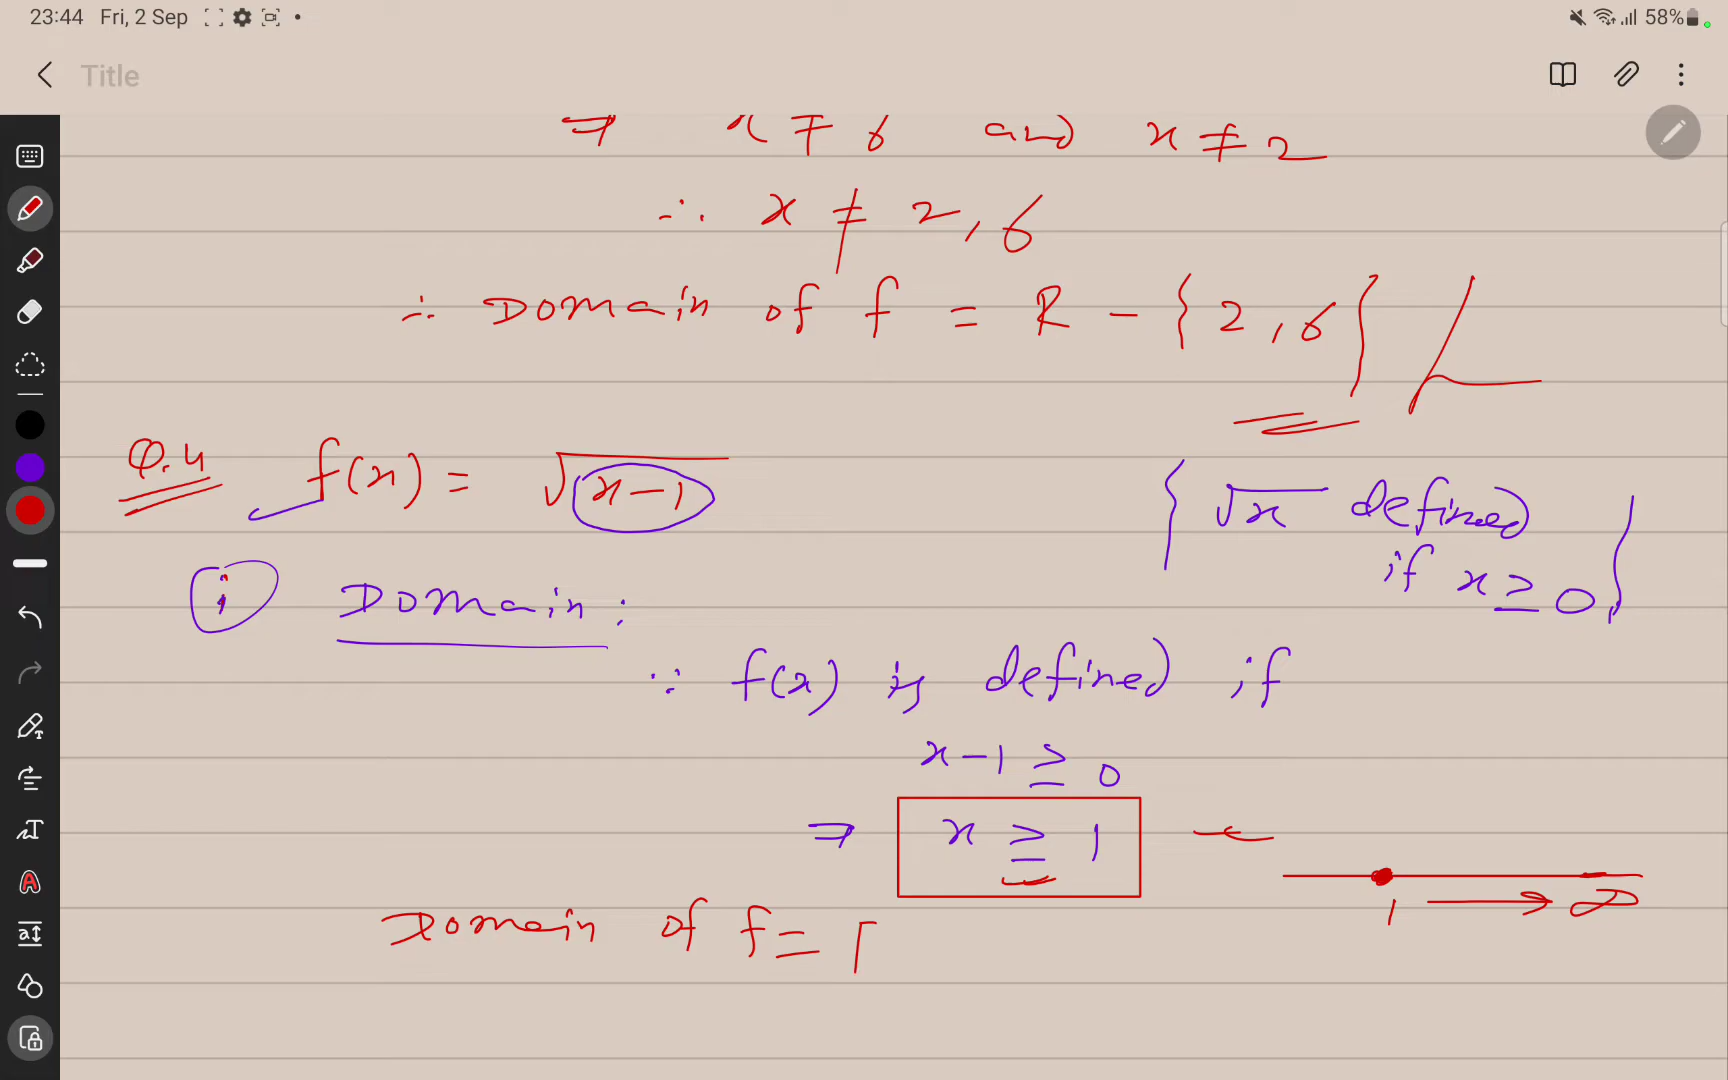 23:44 Fri, 2 Sep 58%
Title
⇒ x ≠ 6 and x ≠ 2
∴ x ≠ 2, 6
∴ Domain of f = R - {2, 6}
Q.4 f(x) = √(x-1) {√x defined
if x ≥ 0}
i Domain:
∵ f(x) is defined if
x-1 ≥ 0
⇒ x ≥ 1
1 ∞
Domain of f = [